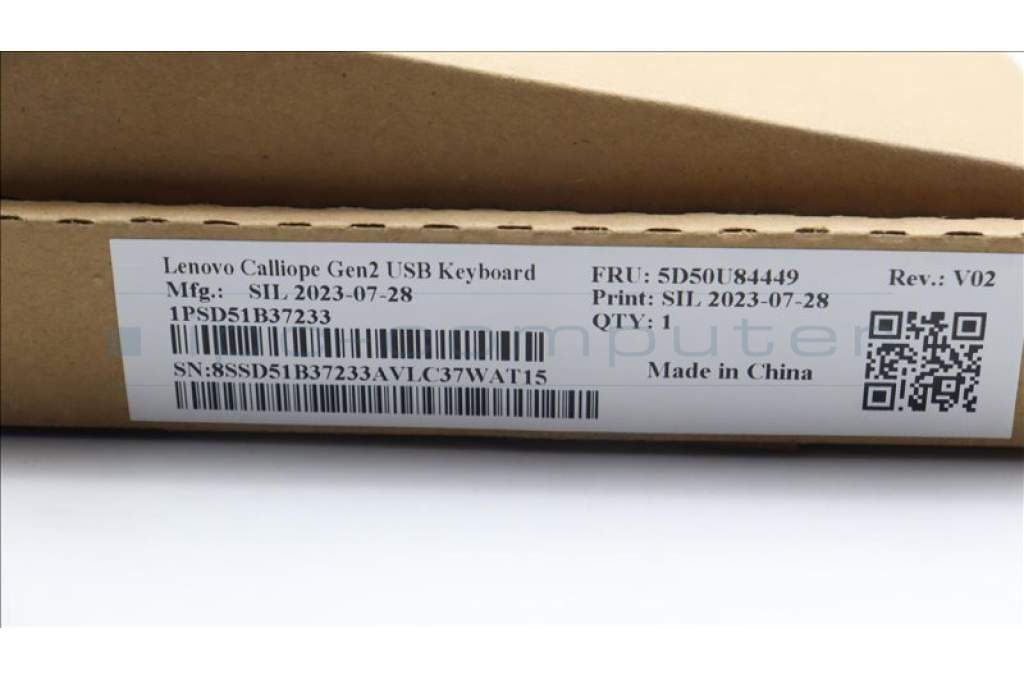 Lenovo Calliope Gen2 USB Keyboard
Mfg.: SIL 2023-07-28
1PSD51B37233
SN:8SSD51B37233AVLC37WAT15
FRU: 5D50U84449
Rev.: V02
Print: SIL 2023-07-28
QTY: 1
Made in China
computer